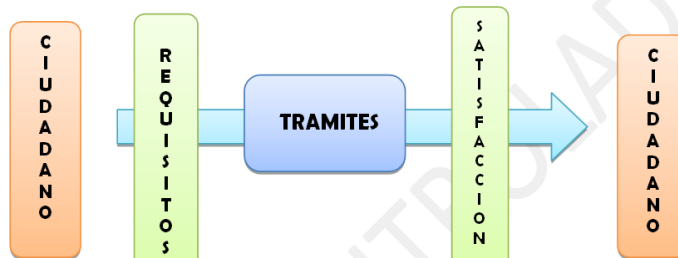 CIUDADANO
REQUISITOS
TRAMITES
SATISFACCION
CIUDADANO